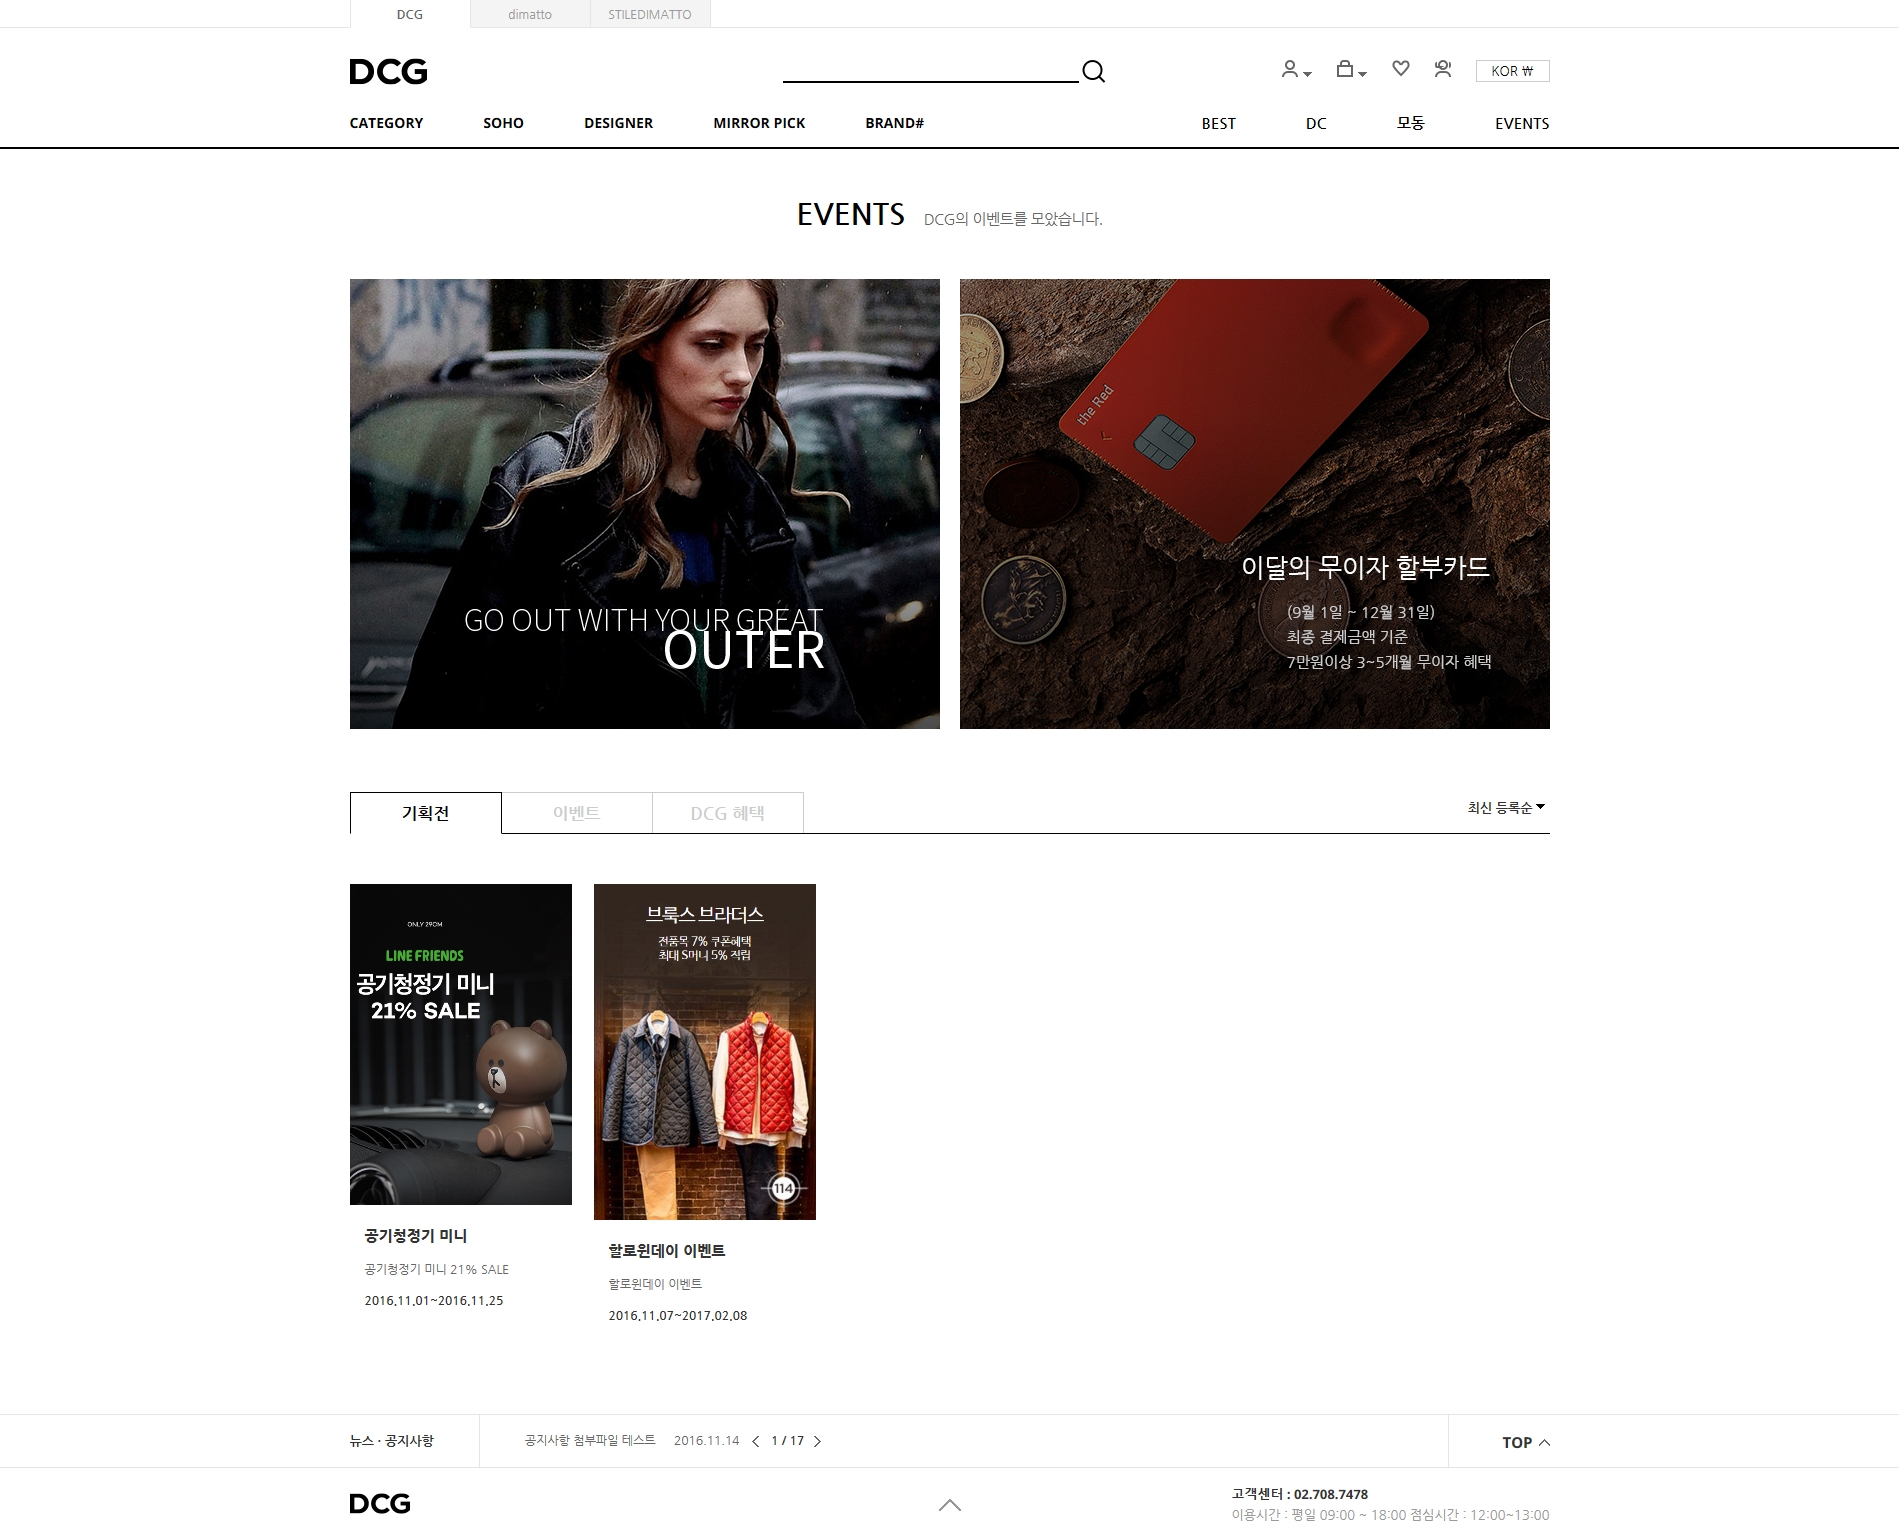 DCG
dimatto
STILEDIMATTO
DCG
KOR ₩
CATEGORY
SOHO
DESIGNER
MIRROR PICK
BRAND#
BEST
DC
모동
EVENTS
EVENTS
DCG의 이벤트를 모았습니다.
GO OUT WITH YOUR GREAT
OUTER
the Red
이달의 무이자 할부카드
(9월 1일 ~ 12월 31일)
최종 결제금액 기준
7만원이상 3~5개월 무이자 혜택
기획전
이벤트
DCG 혜택
최신 등록순
ONLY 29CM
LINE FRIENDS
공기청정기 미니
21% SALE
브룩스 브라더스
전품목 7% 쿠폰혜택
최대 S머니 5% 적립
114
공기청정기 미니
공기청정기 미니 21% SALE
2016.11.01~2016.11.25
할로윈데이 이벤트
할로윈데이 이벤트
2016.11.07~2017.02.08
뉴스 · 공지사항
공지사항 첨부파일 테스트
2016.11.14
1 / 17
TOP
DCG
고객센터 : 02.708.7478
이용시간 : 평일 09:00 ~ 18:00 점심시간 : 12:00~13:00